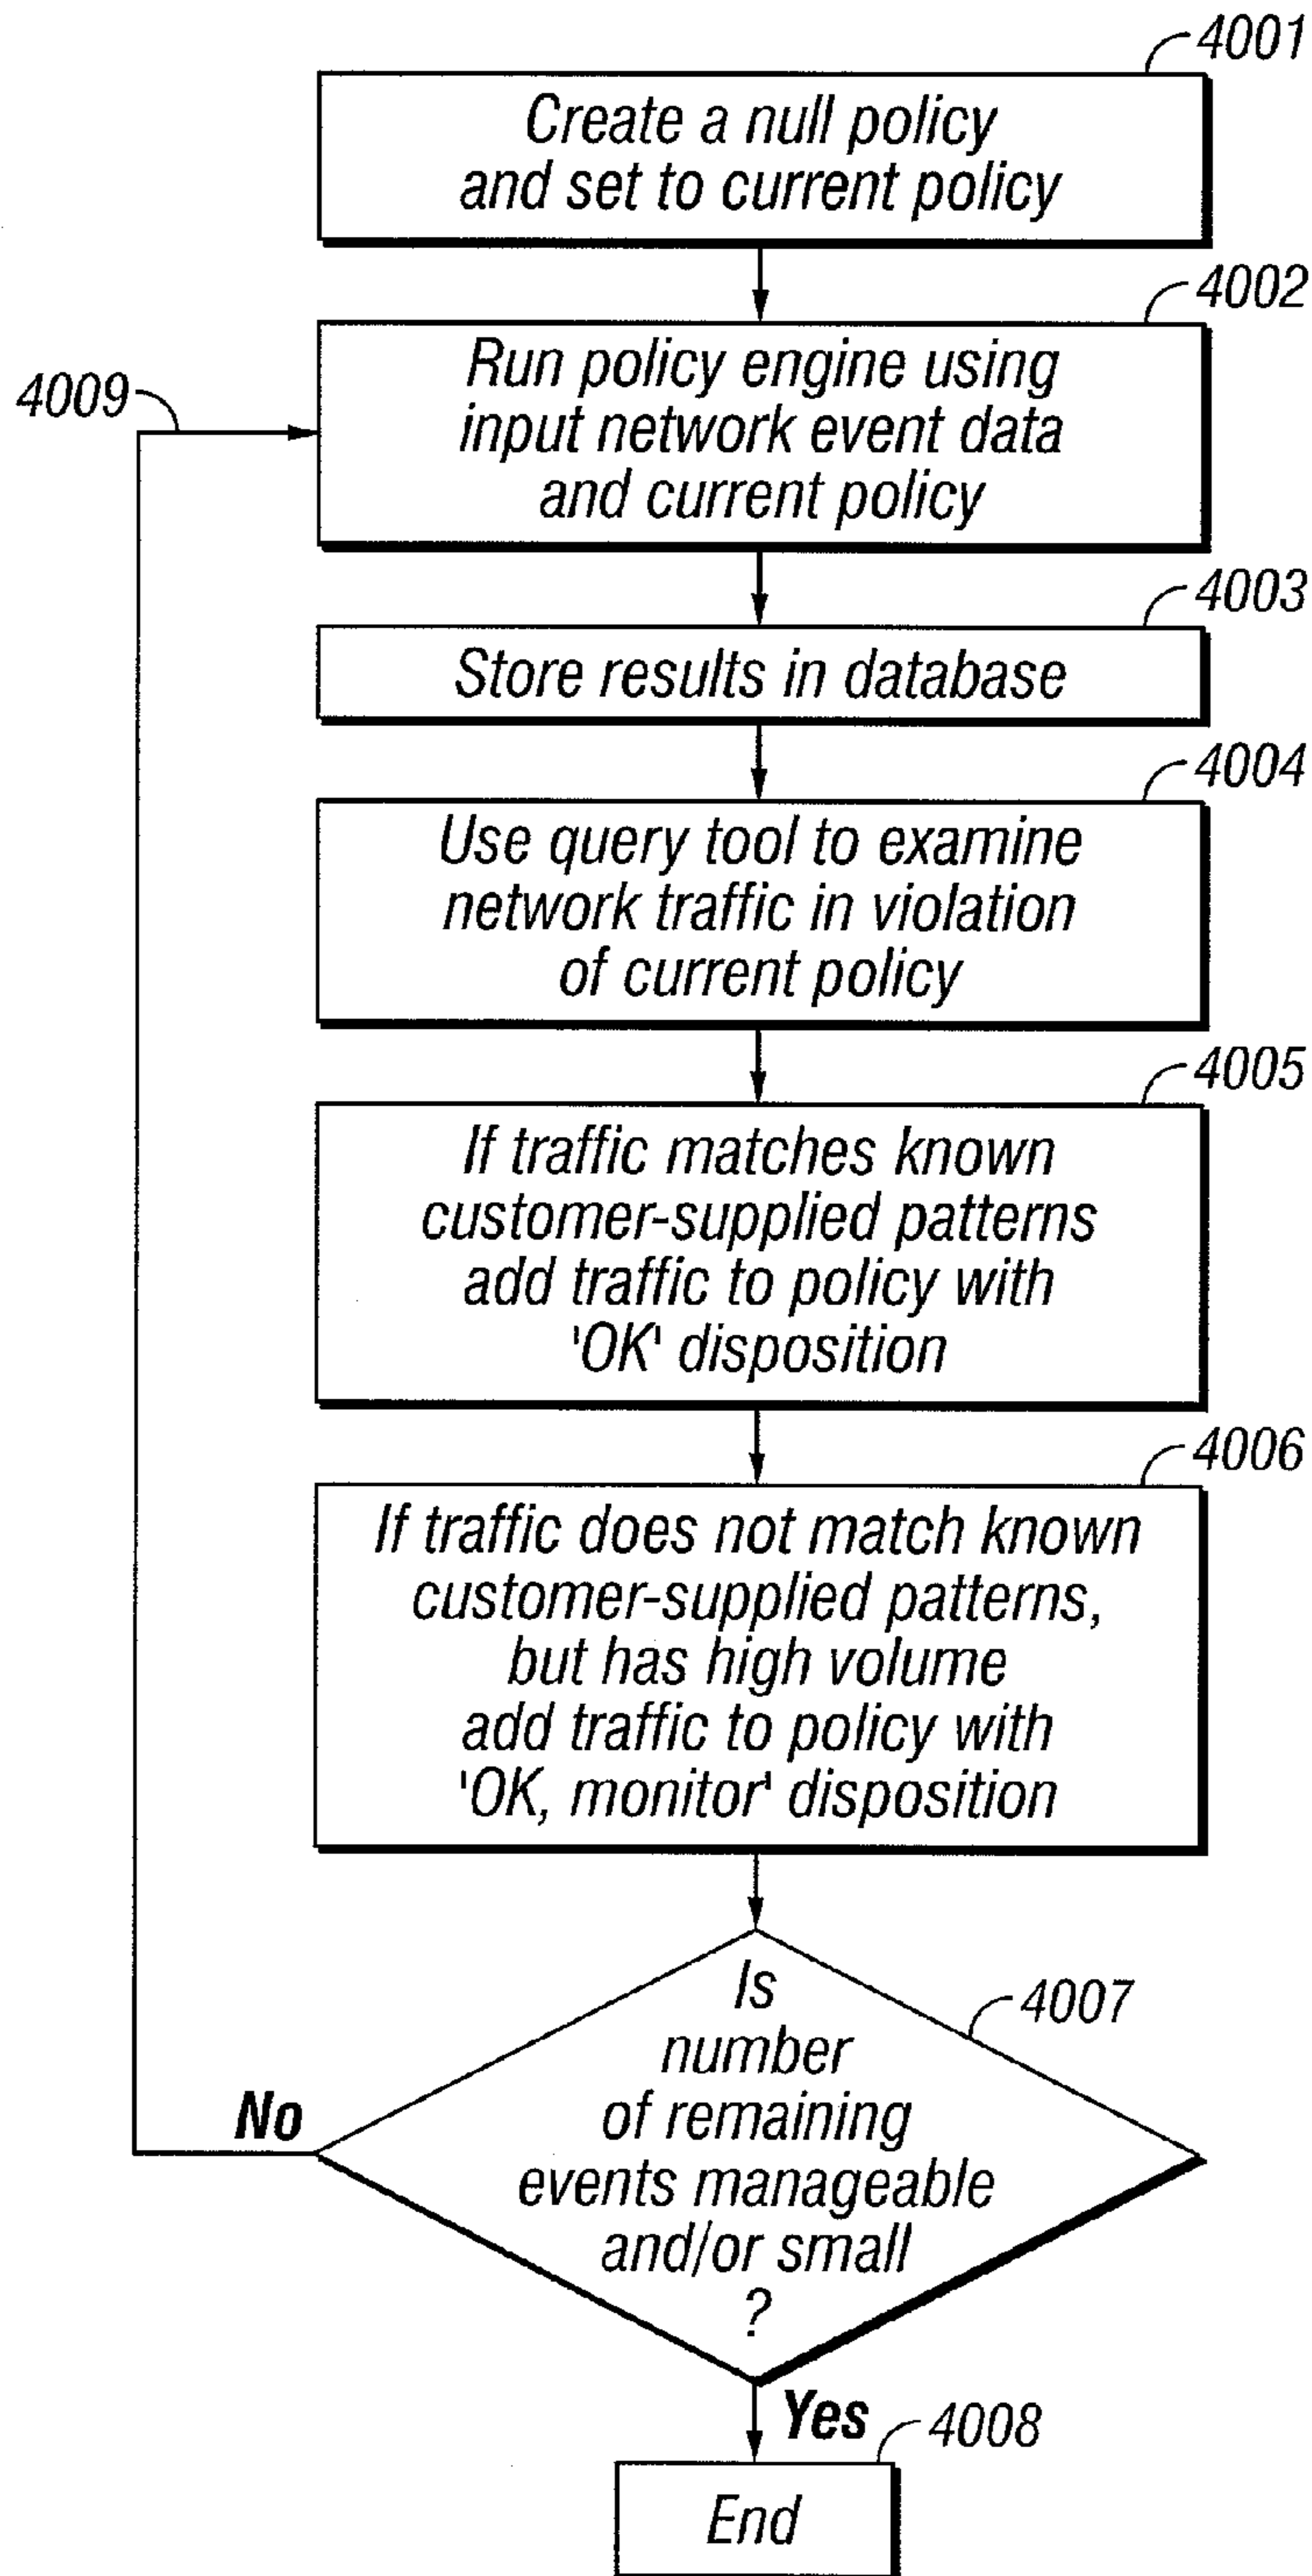 4001
Create a null policy
and set to current policy
4002
Run policy engine using
input network event data
and current policy
4009
4003
Store results in database
4004
Use query tool to examine
network traffic in violation
of current policy
4005
If traffic matches known
customer-supplied patterns
add traffic to policy with
'OK' disposition
4006
If traffic does not match known
customer-supplied patterns,
but has high volume
add traffic to policy with
'OK, monitor' disposition
4007
Is
number
of remaining
events manageable
and/or small
?
No
Yes
4008
End